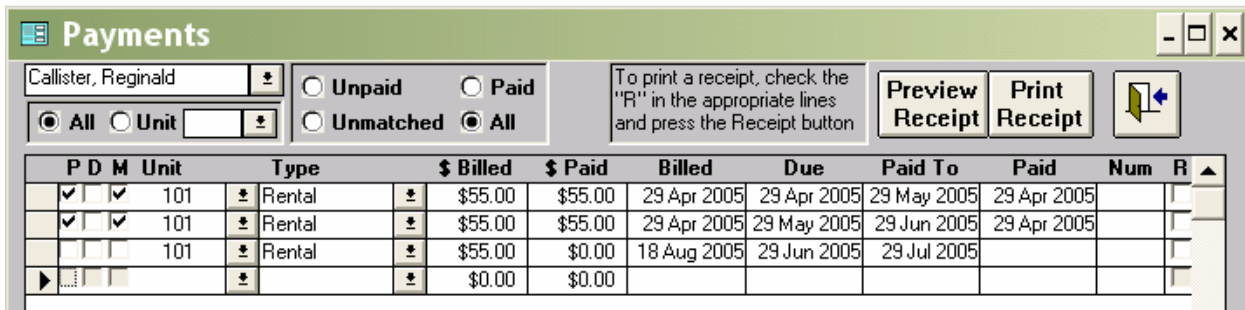 Payments
Callister, Reginald
All Unit
Unpaid Paid
Unmatched All
To print a receipt, check the
"R" in the appropriate lines
and press the Receipt button
Preview
Receipt
Print
Receipt
P D M Unit Type $ Billed $ Paid Billed Due Paid To Paid Num R
101 Rental $55.00 $55.00 29 Apr 2005 29 Apr 2005 29 May 2005 29 Apr 2005
101 Rental $55.00 $55.00 29 Apr 2005 29 May 2005 29 Jun 2005 29 Apr 2005
101 Rental $55.00 $0.00 18 Aug 2005 29 Jun 2005 29 Jul 2005
$0.00 $0.00